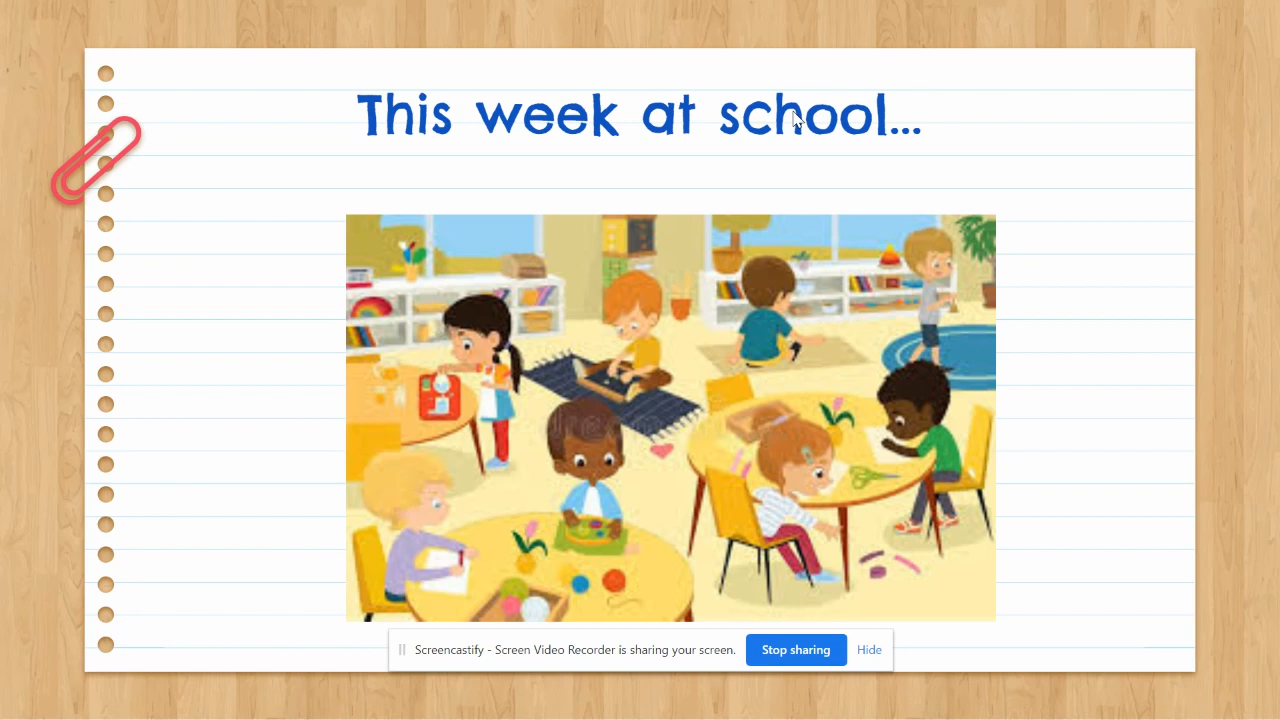 This week at school...
Screencastify - Screen Video Recorder is sharing your screen. Stop sharing Hide